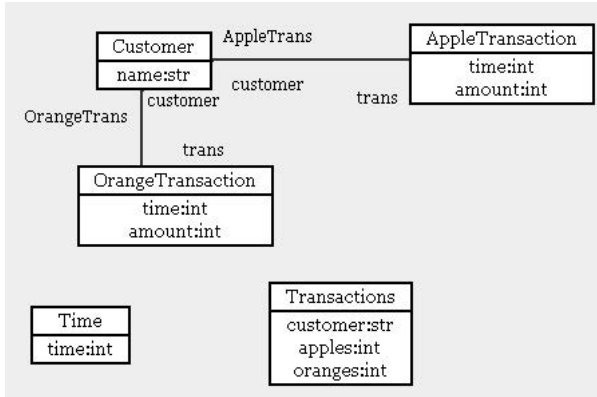 Customer
name:str
AppleTrans
customer
trans
AppleTransaction
time:int
amount:int
customer
OrangeTrans
trans
OrangeTransaction
time:int
amount:int
Time
time:int
Transactions
customer:str
apples:int
oranges:int